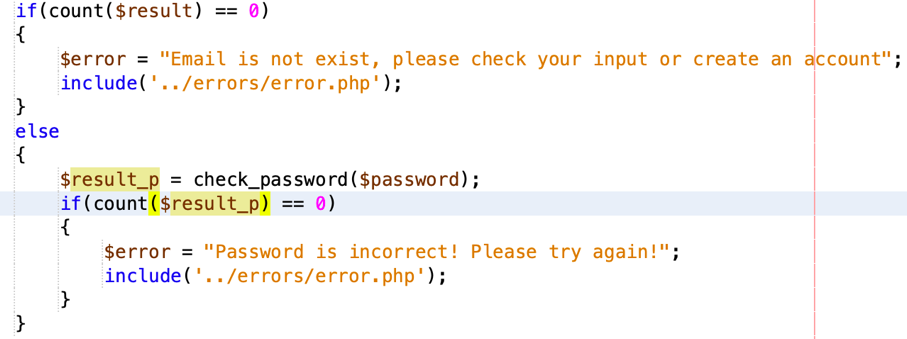 if(count($result) == 0)
{
$error = "Email is not exist, please check your input or create an account";
include('../errors/error.php');
}
else
{
$result_p = check_password($password);
if(count($result_p) == 0)
{
$error = "Password is incorrect! Please try again!";
include('../errors/error.php');
}
}